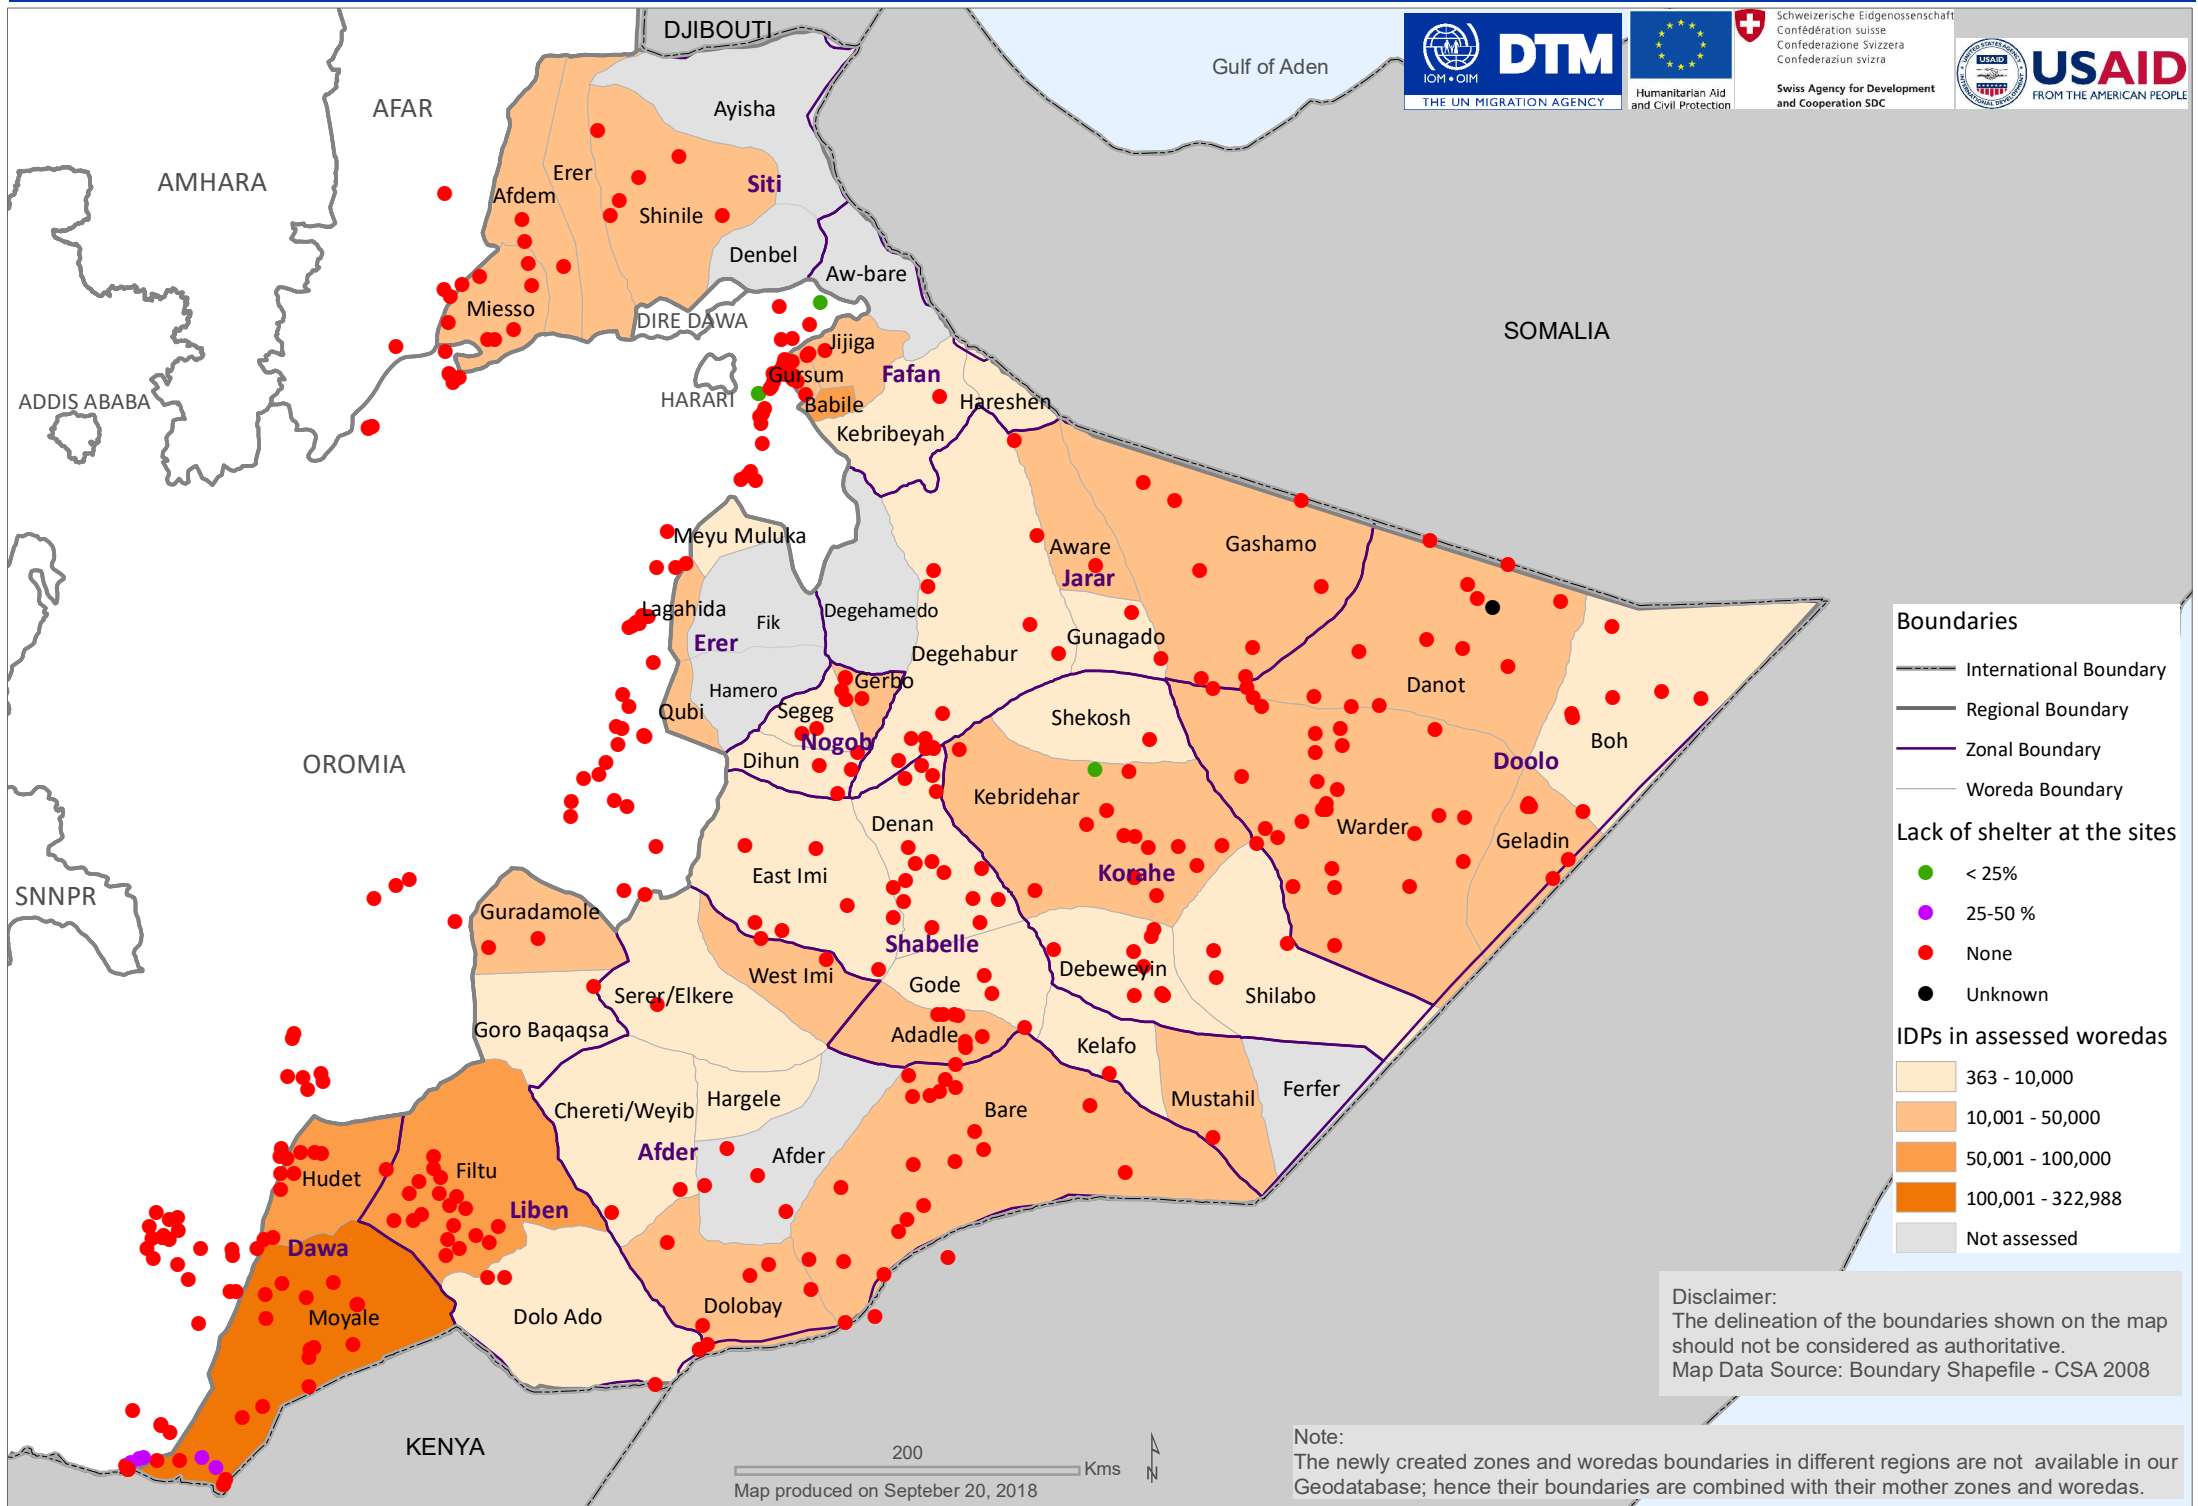 DJIBOUTI
AFAR
AMHARA
Gulf of Aden
IOM • OIM
DTM
THE UN MIGRATION AGENCY
Humanitarian Aid
and Civil Protection
Schweizerische Eidgenossenschaft
Confédération suisse
Confederazione Svizzera
Confederaziun svizra
Swiss Agency for Development
and Cooperation SDC
UNITED STATES AGENCY
INTERNATIONAL DEVELOPMENT
USAID
USAID
FROM THE AMERICAN PEOPLE
Ayisha
Erer
Afdem
Siti
Shinile
Denbel
Aw-bare
Miesso
DIRE DAWA
SOMALIA
Jijiga
Gursum
Fafan
HARARI
Babile
Hareshen
ADDIS ABABA
Kebribeyah
Meyu Muluka
Aware
Gashamo
Jarar
Lagahida
Fik
Degehamedo
Erer
Gunagado
Degehabur
Hamero
Gerbo
Danot
Qubi
Segeg
Shekosh
Nogob
Boh
Dihun
Doolo
OROMIA
Kebridehar
Denan
Warder
Geladin
East Imi
Korahe
SNNPR
Guradamole
Shabelle
West Imi
Debeweyin
Gode
Serer/Elkere
Shilabo
Goro Baqaqsa
Adadle
Kelafo
Hargele
Chereti/Weyib
Bare
Mustahil
Ferfer
Afder
Afder
Filtu
Hudet
Liben
Dawa
Dolobay
Moyale
Dolo Ado
KENYA
Boundaries
International Boundary
Regional Boundary
Zonal Boundary
Woreda Boundary
Lack of shelter at the sites
< 25%
25-50 %
None
Unknown
IDPs in assessed woredas
363 - 10,000
10,001 - 50,000
50,001 - 100,000
100,001 - 322,988
Not assessed
Disclaimer:
The delineation of the boundaries shown on the map
should not be considered as authoritative.
Map Data Source: Boundary Shapefile - CSA 2008
200
Kms
N
Map produced on Septeber 20, 2018
Note:
The newly created zones and woredas boundaries in different regions are not available in our
Geodatabase; hence their boundaries are combined with their mother zones and woredas.